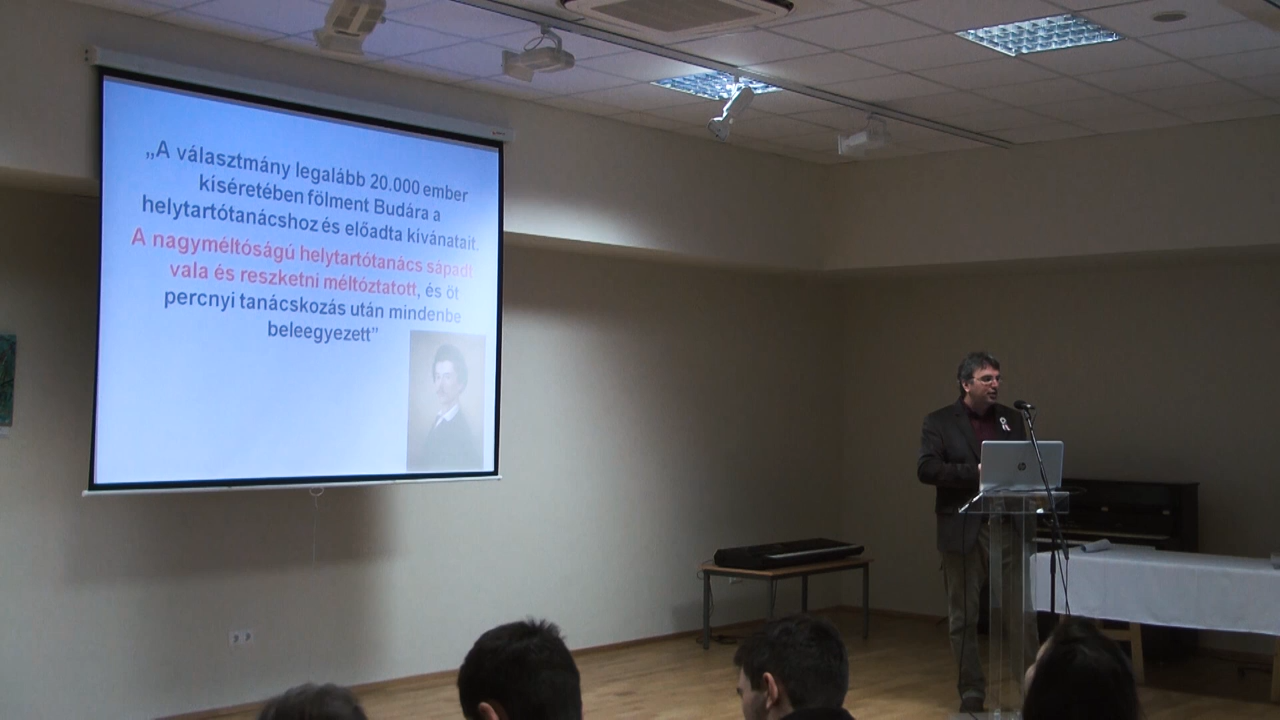 „A választmány legalább 20.000 ember
kíséretében fölment Budára a
helytartótanácshoz és előadta kívánatait.
A nagyméltóságú helytartótanács sápadt
vala és reszketni méltóztatott, és öt
percnyi tanácskozás után mindenbe
beleegyezett”
hp